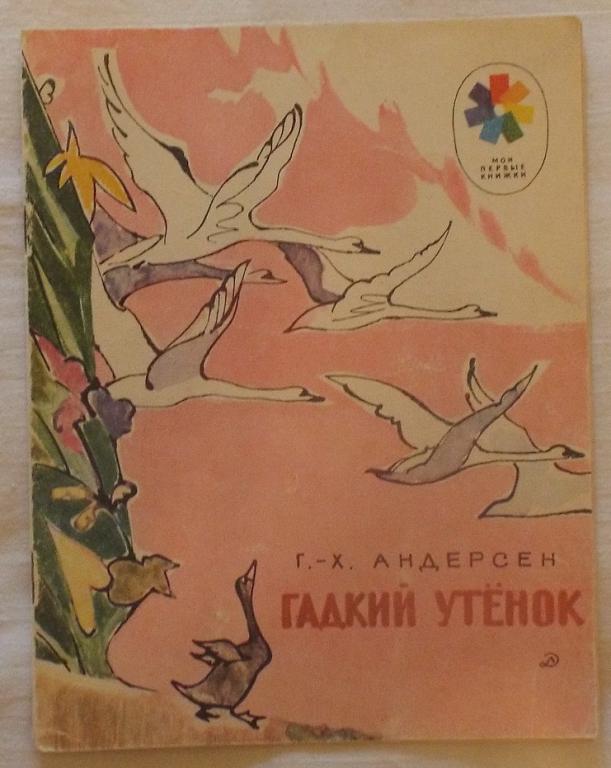 МОИ
ПЕРВЫЕ
КНИЖКИ
Г.-Х. АНДЕРСЕН
ГАДКИЙ УТЁНОК